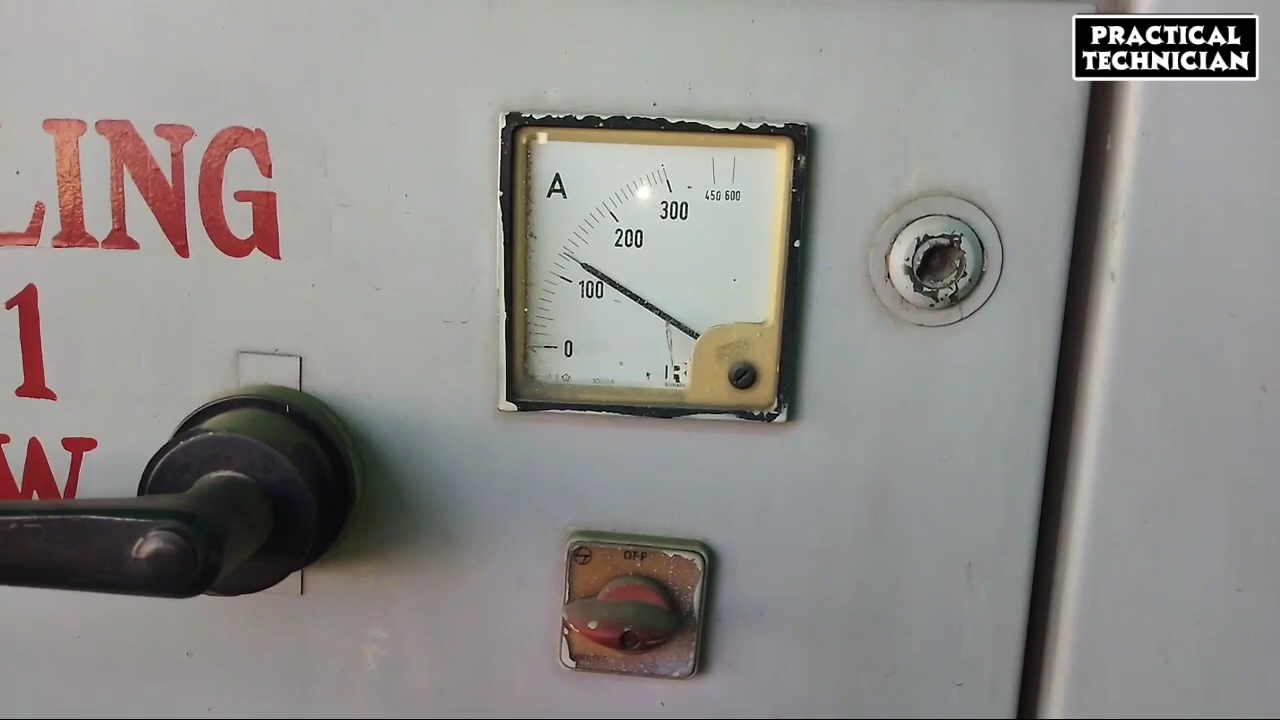 PRACTICAL
TECHNICIAN
LING
1
W
A
450 600
300
200
100
0
OFF